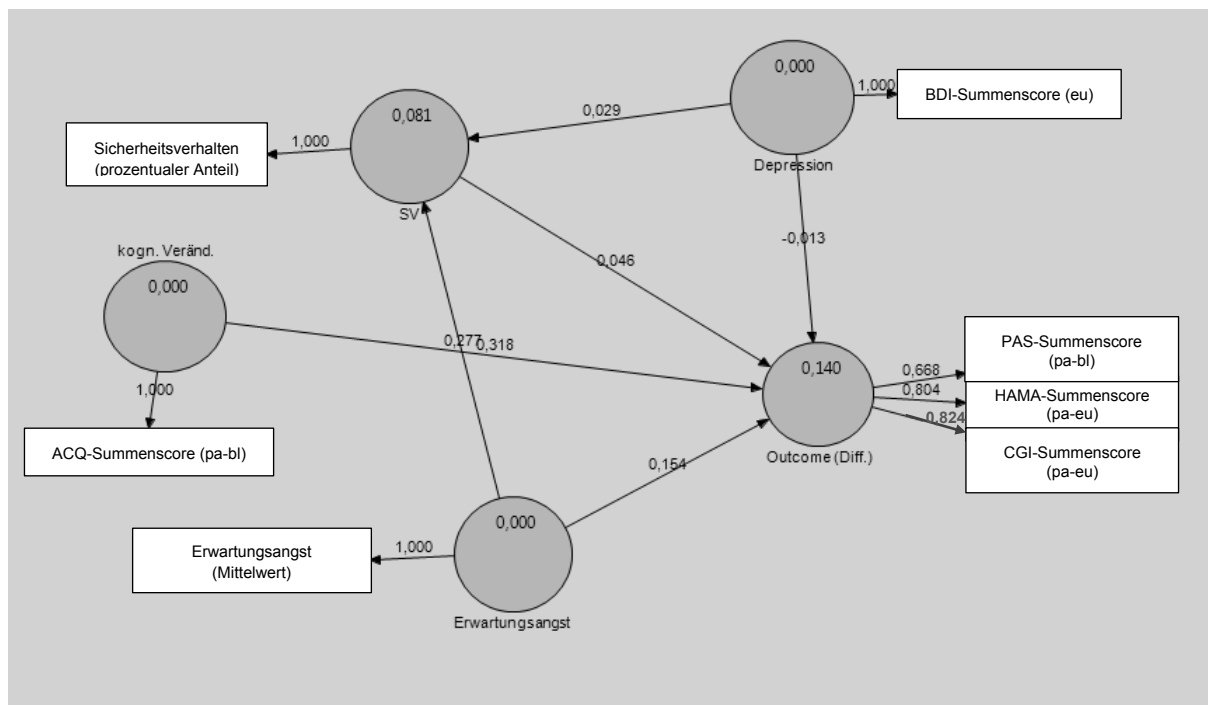 0,000
1,000
BDI-Summenscore (eu)
0,081
0,029
Sicherheitsverhalten
(prozentualer Anteil)
1,000
Depression
SV
-0,013
kogn. Veränd.
0,046
0,000
0,277
0,318
PAS-Summenscore
(pa-bl)
0,140
0,668
1,000
0,804
HAMA-Summenscore
(pa-eu)
0,824
ACQ-Summenscore (pa-bl)
Outcome (Diff.)
CGI-Summenscore
(pa-eu)
0,154
0,000
Erwartungsangst
(Mittelwert)
1,000
Erwartungsangst